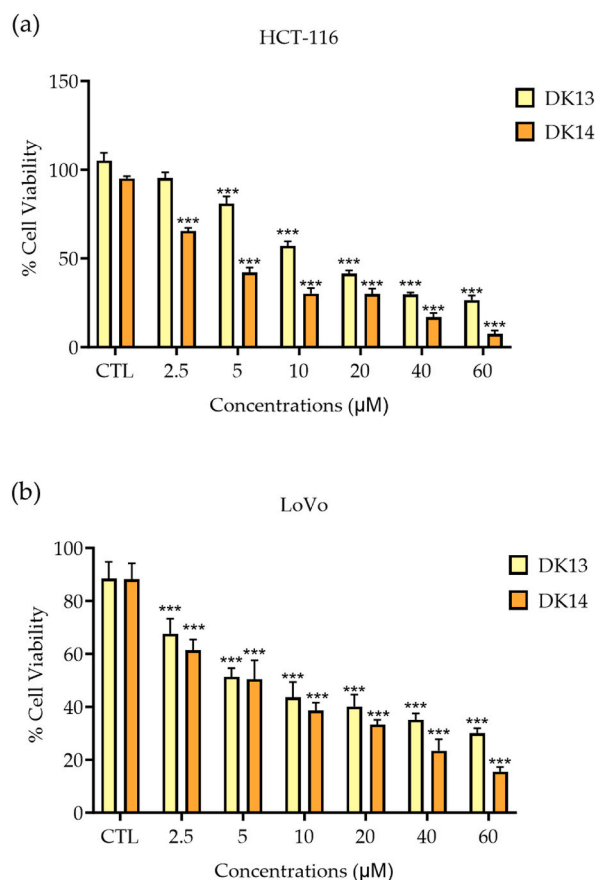 (a)
HCT-116
DK13
DK14
% Cell Viability
150
100
50
0
***
***
***
***
***
***
***
***
***
***
***
CTL 2.5 5 10 20 40 60
Concentrations (µM)
(b)
LoVo
DK13
DK14
% Cell Viability
100
80
60
40
20
0
***
***
***
***
***
***
***
***
***
***
***
***
CTL 2.5 5 10 20 40 60
Concentrations (µM)